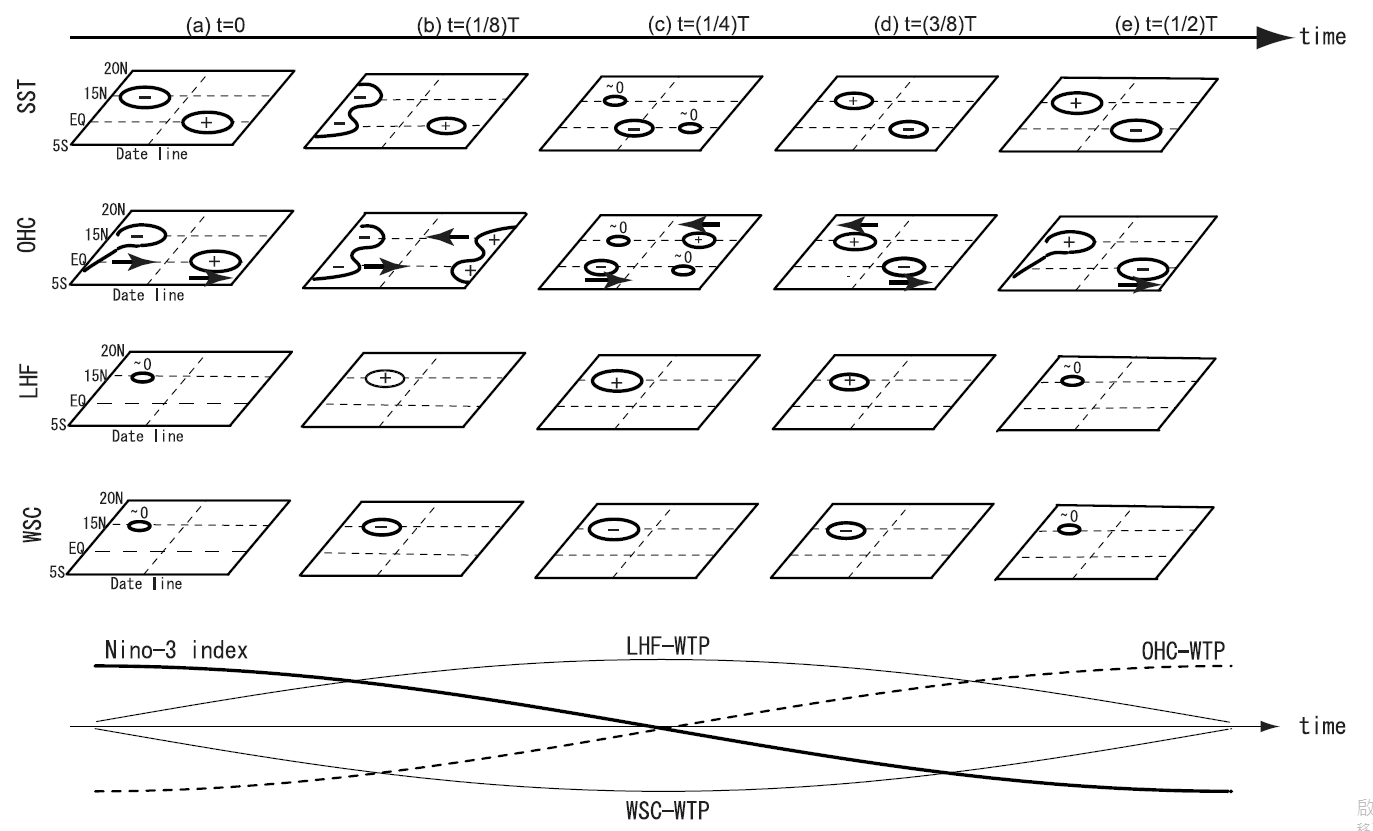 (a) t=0 (b) t=(1/8)T (c) t=(1/4)T (d) t=(3/8)T (e) t=(1/2)T
time
SST
20N
15N
EQ
5S
Date line
− +
− − +
~0 − ~0
+ −
+ −
OHC
20N
15N
EQ
5S
Date line
− +
− − + +
~0 + − ~0
+ −
+ −
LHF
20N
15N
EQ
5S
Date line
~0
+
+
+
~0
WSC
20N
15N
EQ
5S
Date line
~0
−
−
−
~0
Nino-3 index
LHF-WTP
OHC-WTP
time
WSC-WTP
啟